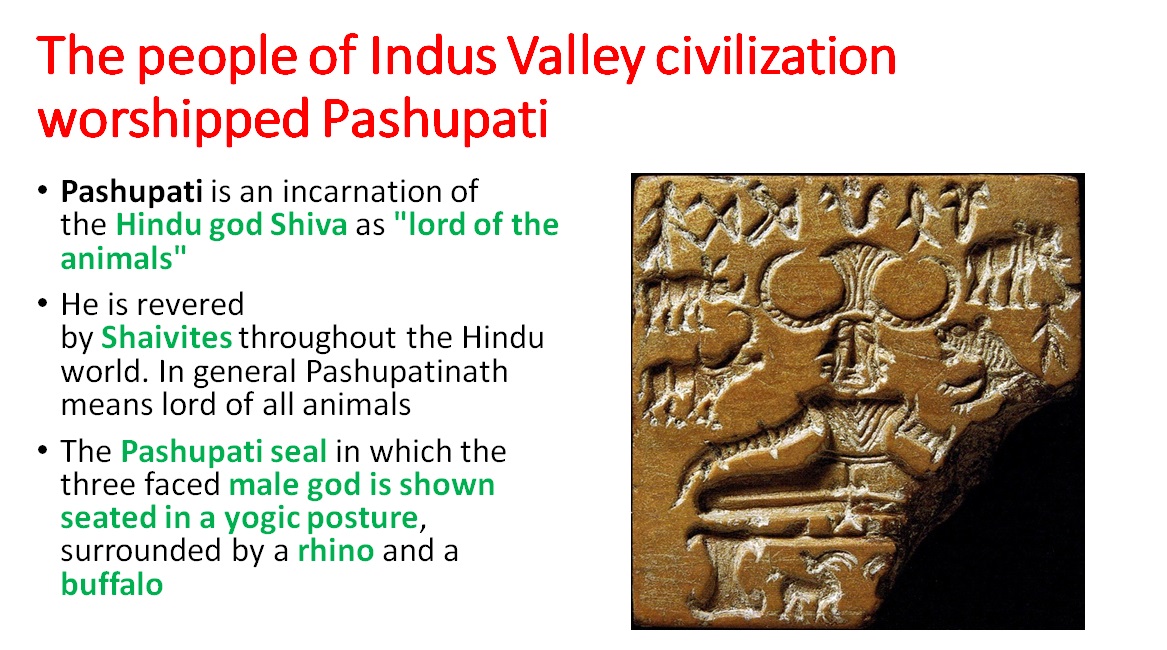 The people of Indus Valley civilization
worshipped Pashupati
• Pashupati is an incarnation of
the Hindu god Shiva as "lord of the
animals"
• He is revered
by Shaivites throughout the Hindu
world. In general Pashupatinath
means lord of all animals
• The Pashupati seal in which the
three faced male god is shown
seated in a yogic posture,
surrounded by a rhino and a
buffalo